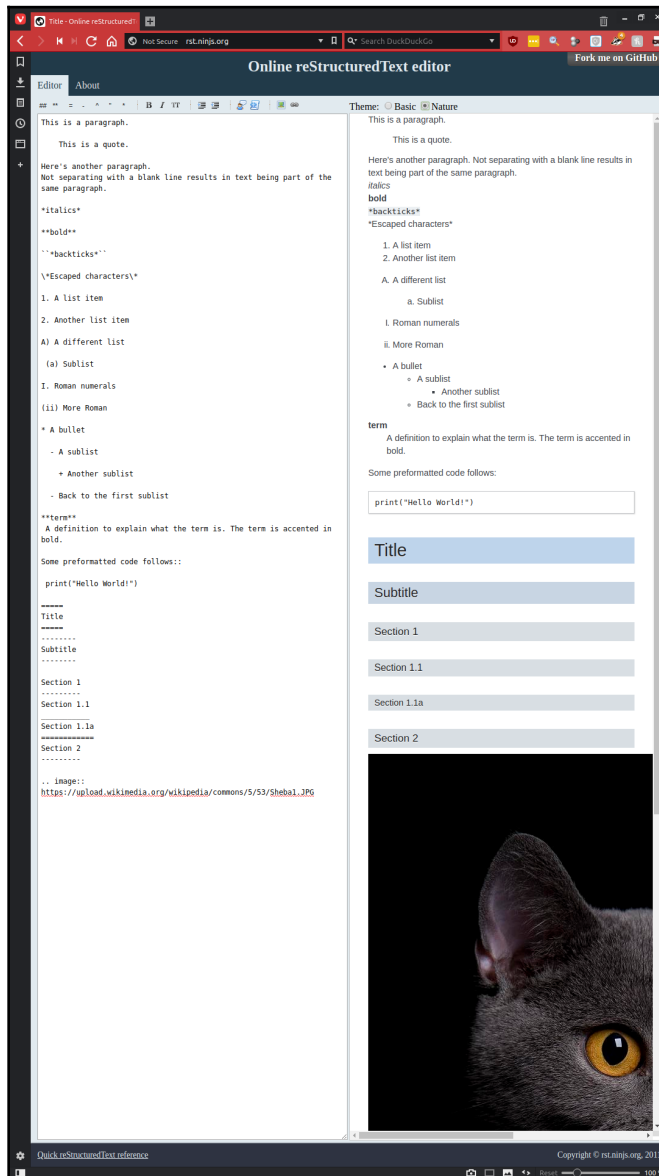 Title - Online reStructuredT
Not Secure rst.ninjs.org
Search DuckDuckGo
Online reStructuredText editor
Fork me on GitHub
Editor About
## ** = - ^ " *
B I TT
Theme: Basic Nature
This is a paragraph.
This is a quote.
Here's another paragraph.
Not separating with a blank line results in text being part of the
same paragraph.
*italics*
**bold**
``*backticks*``
\*Escaped characters\*
1. A list item
2. Another list item
A) A different list
(a) Sublist
I. Roman numerals
(ii) More Roman
* A bullet
- A sublist
+ Another sublist
- Back to the first sublist
**term**
A definition to explain what the term is. The term is accented in
bold.
Some preformatted code follows::
print("Hello World!")
=====
Title
=====
--------
Subtitle
--------
Section 1
---------
Section 1.1
___________
Section 1.1a
============
Section 2
---------
.. image::
https://upload.wikimedia.org/wikipedia/commons/5/53/Sheba1.JPG
This is a paragraph.
This is a quote.
Here's another paragraph. Not separating with a blank line results in
text being part of the same paragraph.
italics
bold
*backticks*
*Escaped characters*
1. A list item
2. Another list item
A. A different list
a. Sublist
I. Roman numerals
ii. More Roman
• A bullet
◦ A sublist
▪ Another sublist
◦ Back to the first sublist
term
A definition to explain what the term is. The term is accented in
bold.
Some preformatted code follows:
print("Hello World!")
Title
Subtitle
Section 1
Section 1.1
Section 1.1a
Section 2
Quick reStructuredText reference
Copyright © rst.ninjs.org, 201
Reset
100